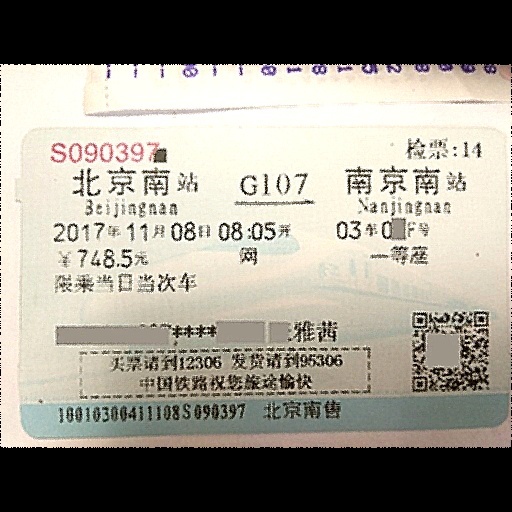 S090397
检票:14
北京南站 G107 南京南站
Beijingnan Nanjingnan
2017年11月08日 08:05开 03车0 F号
￥748.5元 网 一等座
限乘当日当次车
**** 雅茜
买票请到12306 发货请到95306
中国铁路祝您旅途愉快
10010300411108S090397 北京南售